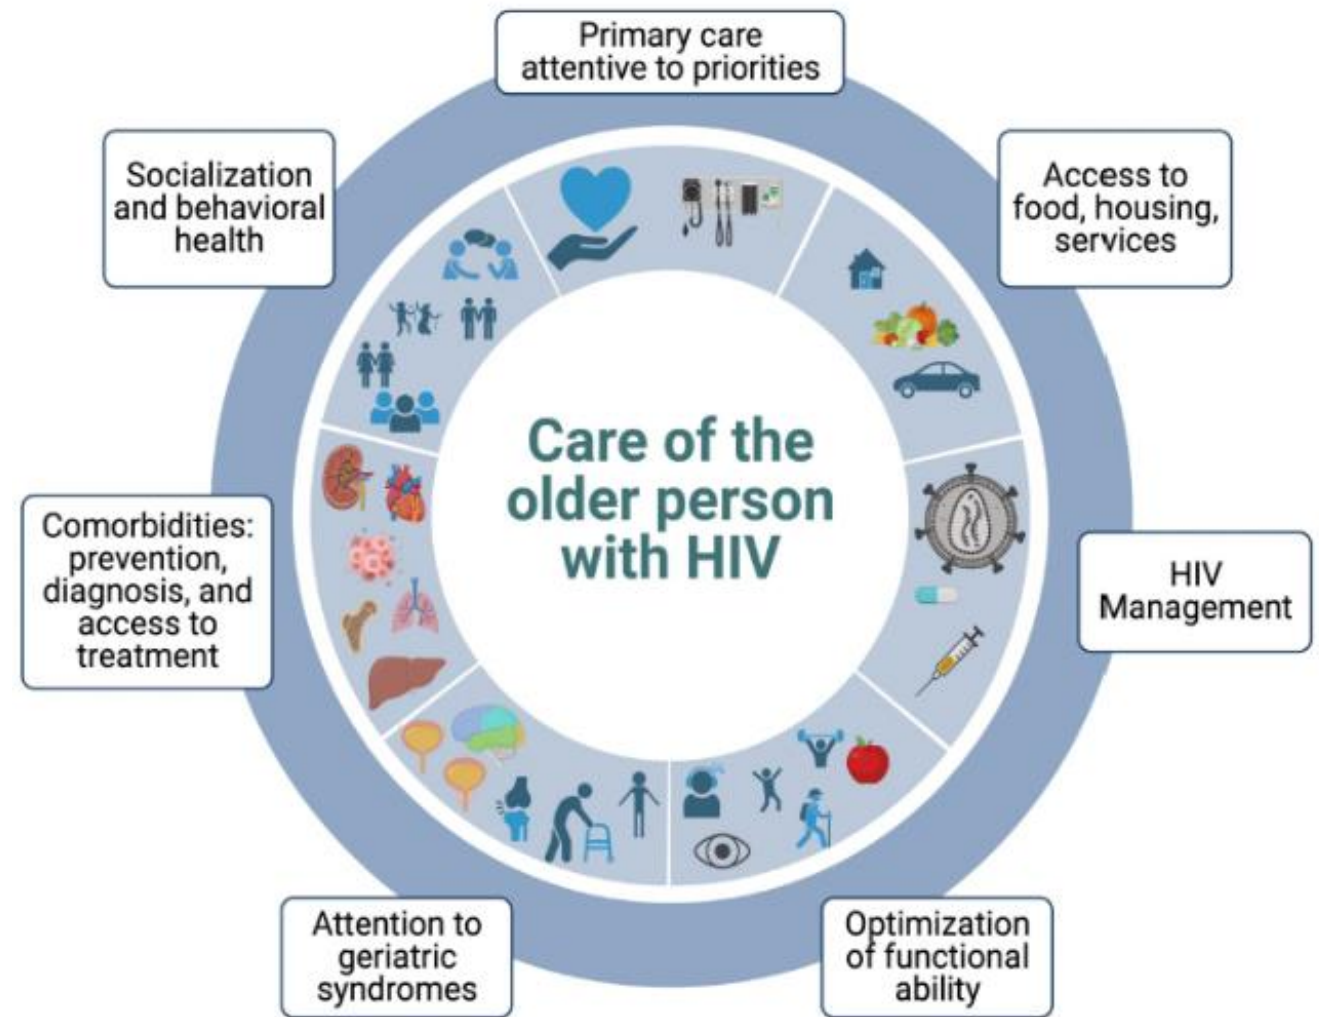 Primary care
attentive to priorities
Socialization
and behavioral
health
Access to
food, housing,
services
Care of the
older person
with HIV
Comorbidities:
prevention,
diagnosis, and
access to
treatment
HIV
Management
Attention to
geriatric
syndromes
Optimization
of functional
ability